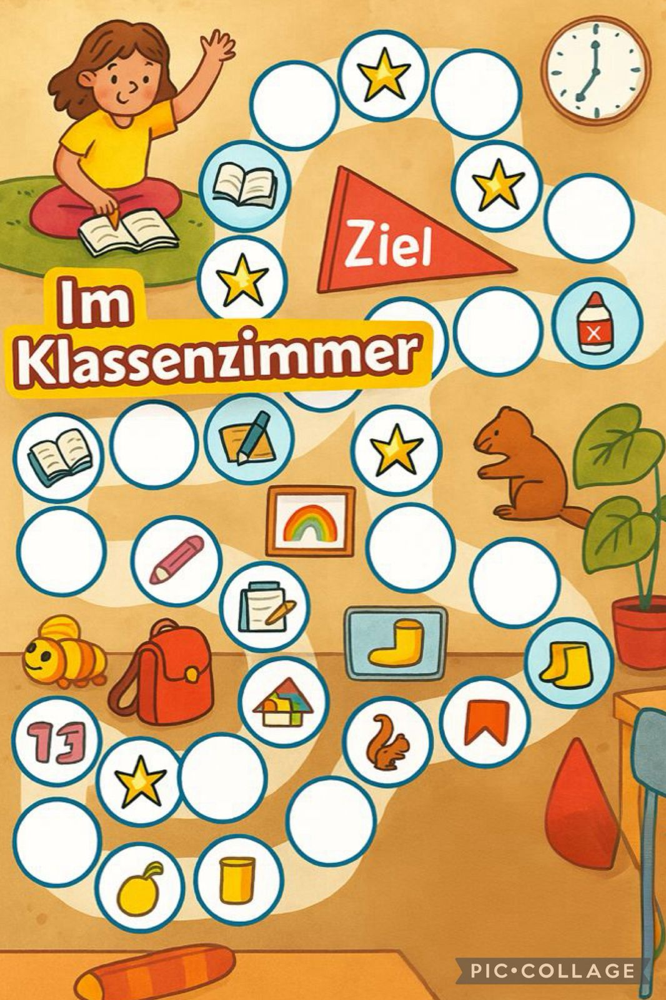 Ziel
Im
Klassenzimmer
X
13
PIC•COLLAGE